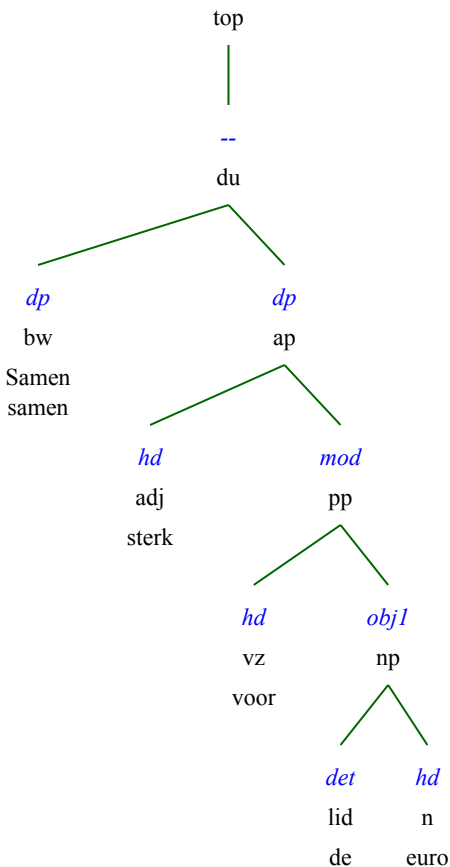 top
--
du
dp dp
bw ap
Samen
samen
hd mod
adj pp
sterk
hd obj1
vz np
voor
det hd
lid n
de euro